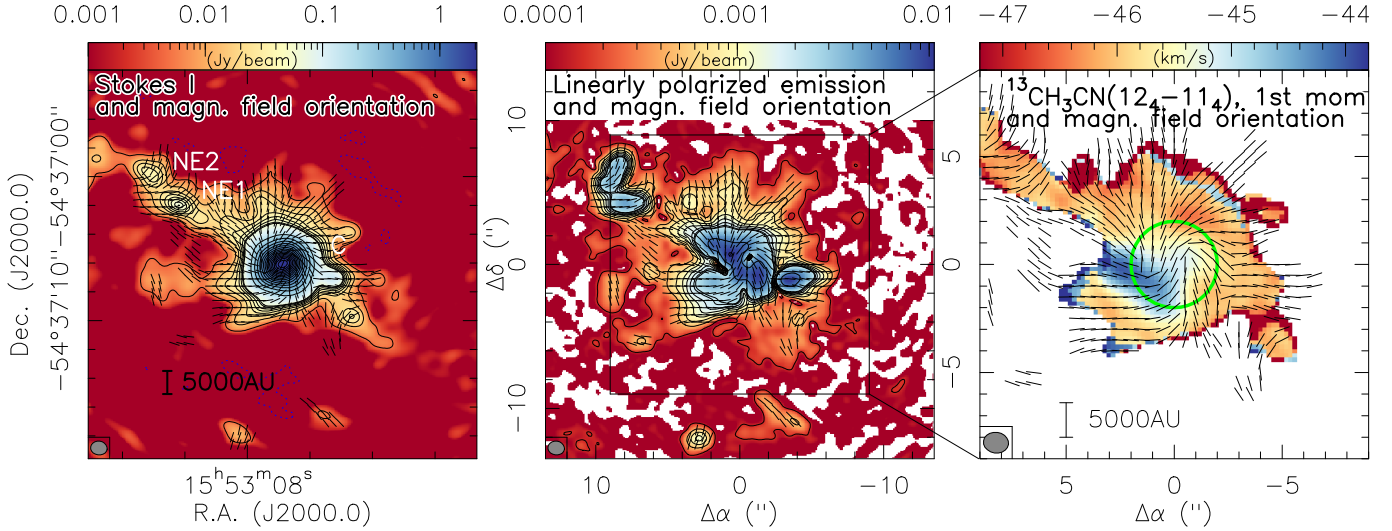 0.001 0.01 0.1 1
(Jy/beam)
Stokes I
and magn. field orientation
NE2
NE1
5000AU
Dec. (J2000.0)
−54°37'10" −54°37'00"
15ʰ53ᵐ08ˢ
R.A. (J2000.0)
0.0001 0.001 0.01
(Jy/beam)
Linearly polarized emission
and magn. field orientation
Δδ (")
10
0
−10
10 0 −10
Δα (")
−47 −46 −45 −44
(km/s)
¹³CH₃CN(12₄−11₄), 1st mom
and magn. field orientation
5
0
−5
5000AU
5 0 −5
Δα (")